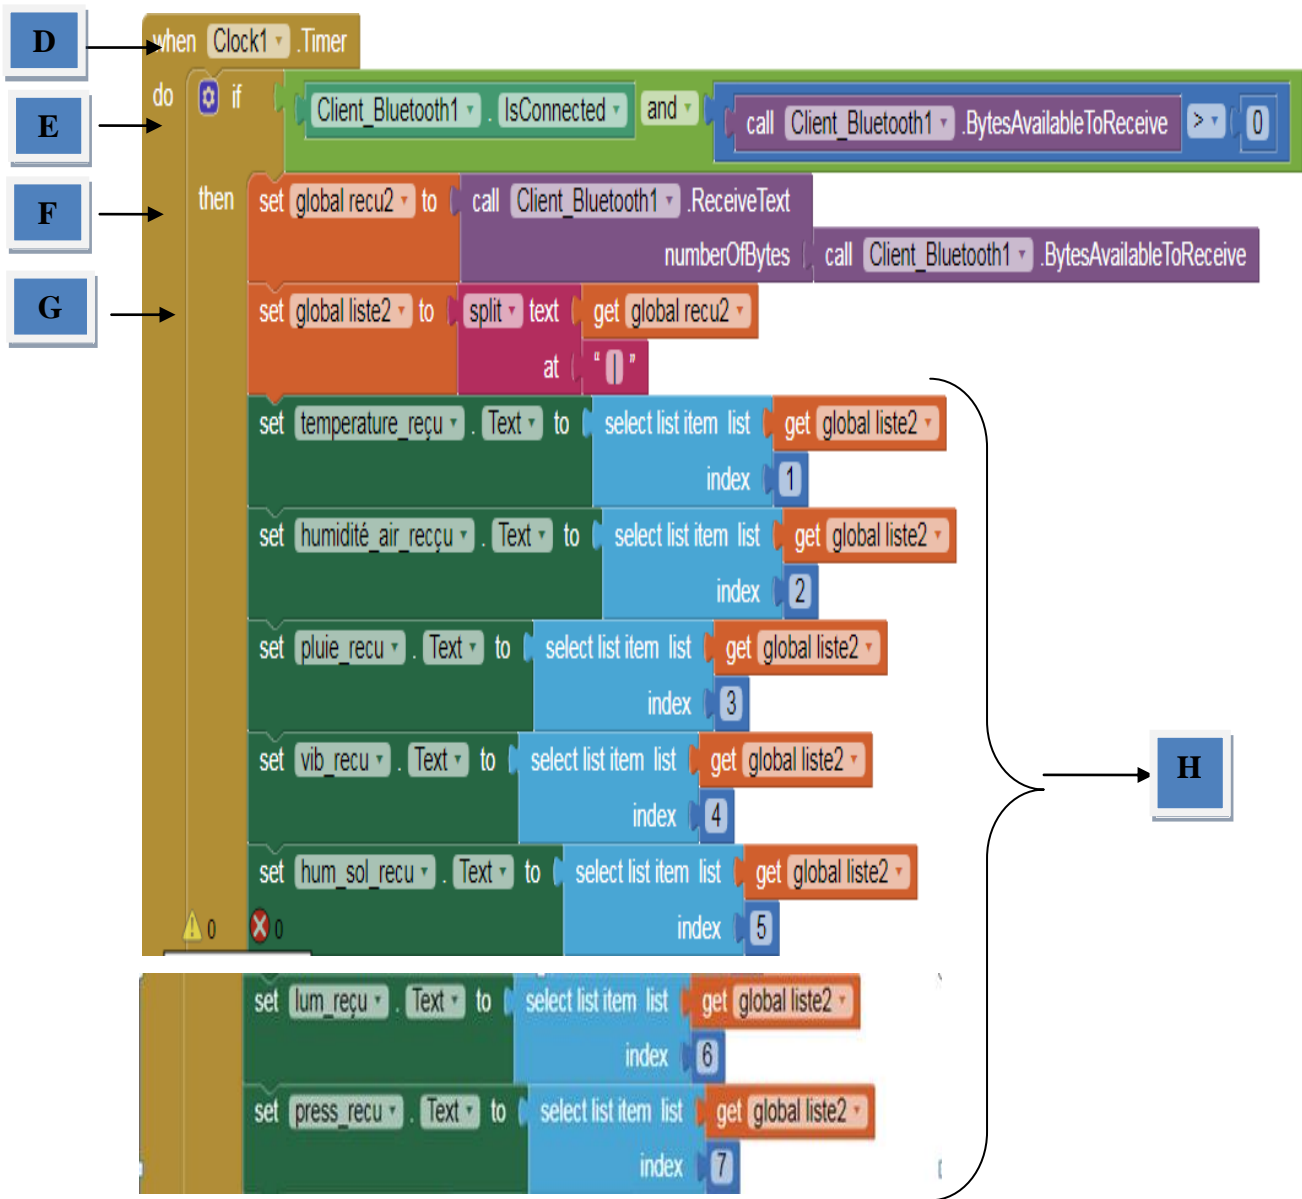 D
when Clock1 .Timer
E
do if Client_Bluetooth1 . IsConnected and call Client_Bluetooth1 .BytesAvailableToReceive > 0
F
then set global recu2 to call Client_Bluetooth1 .ReceiveText
numberOfBytes call Client_Bluetooth1 .BytesAvailableToReceive
G
set global liste2 to split text get global recu2
at "|"
set temperature_reçu . Text to select list item list get global liste2
index 1
set humidité_air_recçu . Text to select list item list get global liste2
index 2
set pluie_recu . Text to select list item list get global liste2
index 3
set vib_recu . Text to select list item list get global liste2
H
index 4
set hum_sol_recu . Text to select list item list get global liste2
0 0 index 5
set lum_reçu . Text to select list item list get global liste2
index 6
set press_recu . Text to select list item list get global liste2
index 7